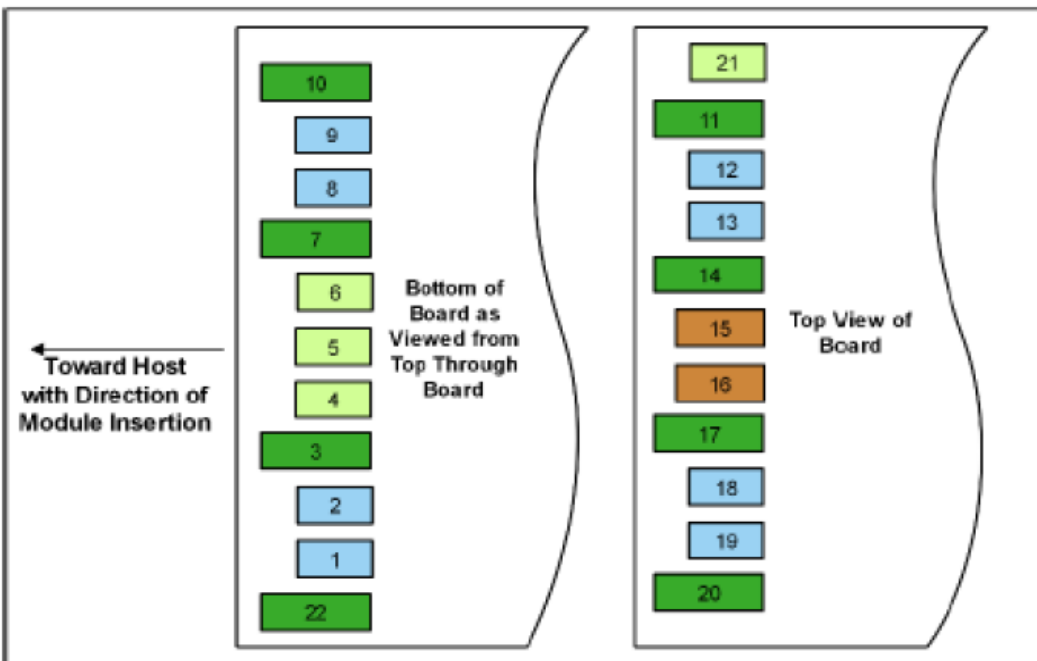 10
9
8
7
6
5
4
3
2
1
22
Bottom of
Board as
Viewed from
Top Through
Board
Toward Host
with Direction of
Module Insertion
21
11
12
13
14
15
16
17
18
19
20
Top View of
Board